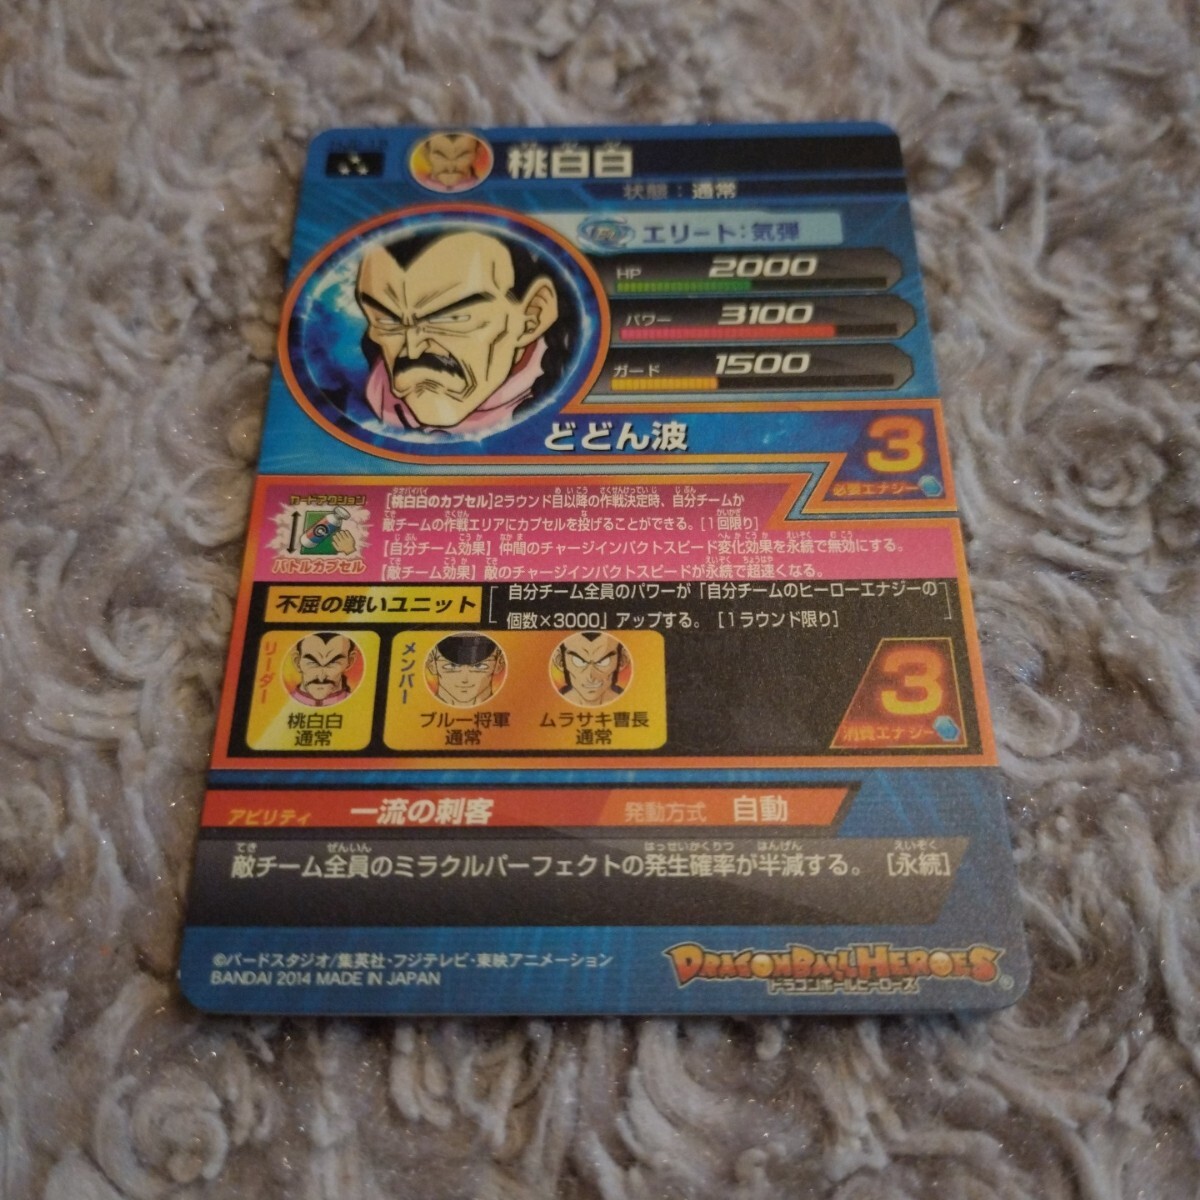 桃白白
状態：通常
エリート：気弾
HP 2000
パワー 3100
ガード 1500
どどん波
3
必要エナジー
カードアクション
バトルカプセル
[桃白白のカプセル]2ラウンド目以降の作戦決定時、自分チームか
敵チームの作戦エリアにカプセルを投げることができる。[1回限り]
【自分チーム効果】仲間のチャージインパクトスピード変化効果を永続で無効にする。
【敵チーム効果】敵のチャージインパクトスピードが永続で超速くなる。
不屈の戦いユニット
自分チーム全員のパワーが「自分チームのヒーローエナジーの
個数×3000」アップする。[1ラウンド限り]
リーダー
桃白白
通常
メンバー
ブルー将軍
通常
ムラサキ曹長
通常
3
消費エナジー
アビリティ 一流の刺客 発動方式 自動
敵チーム全員のミラクルパーフェクトの発生確率が半減する。[永続]
©バードスタジオ/集英社・フジテレビ・東映アニメーション
BANDAI 2014 MADE IN JAPAN
DRAGONBALL HEROES
ドラゴンボールヒーローズ